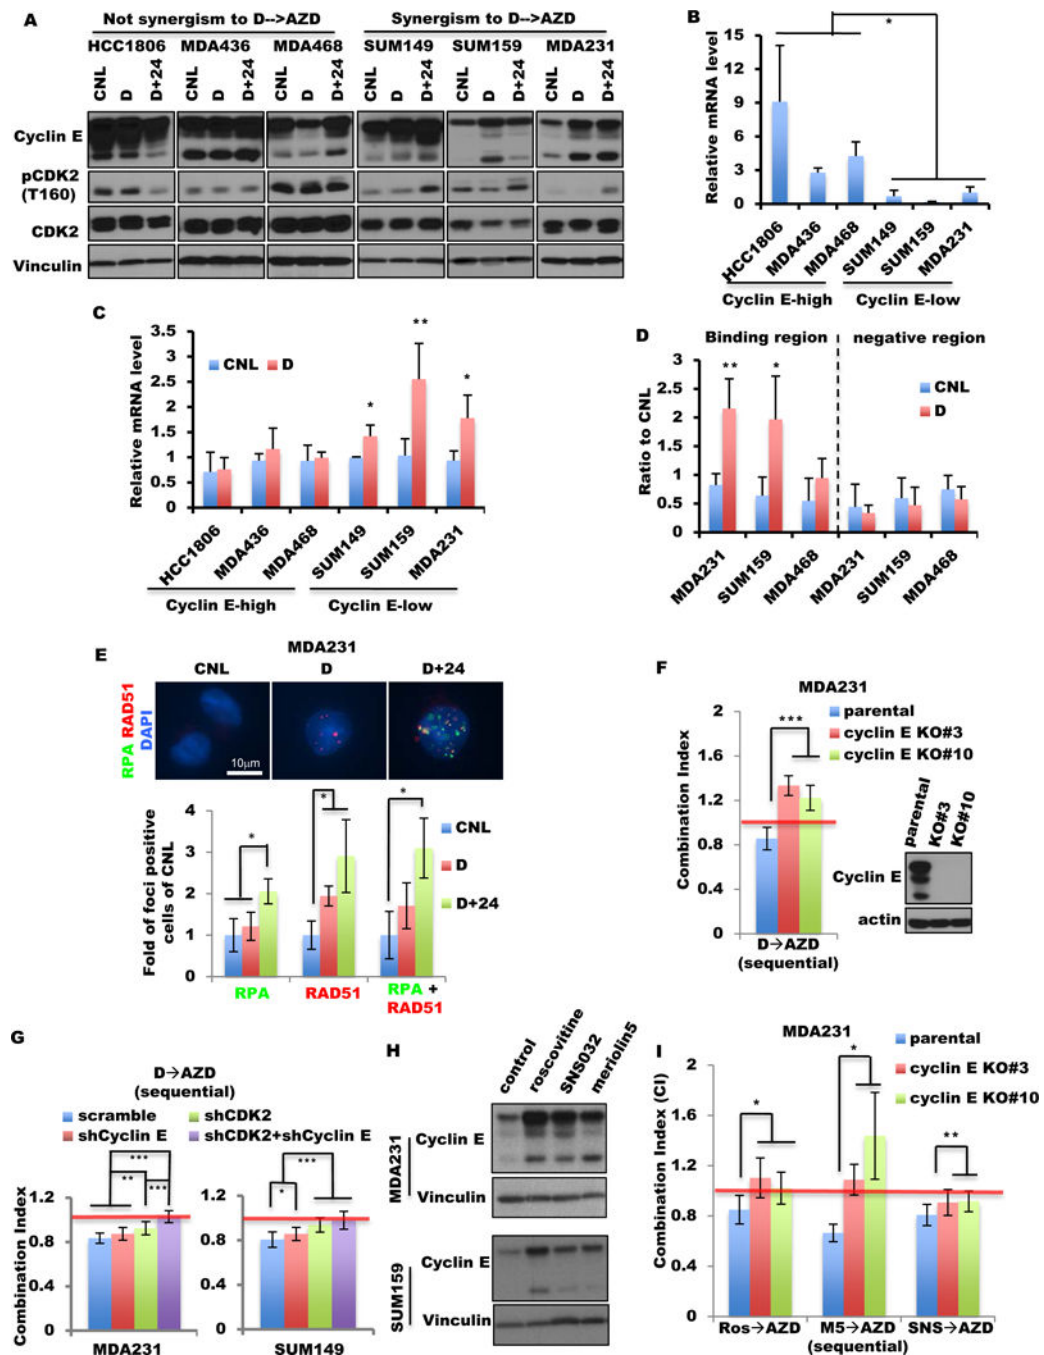 A
Not synergism to D-->AZD
Synergism to D-->AZD
HCC1806 MDA436 MDA468 SUM149 SUM159 MDA231
CNL D D+24 CNL D D+24 CNL D D+24 CNL D D+24 CNL D D+24 CNL D D+24
Cyclin E
pCDK2
(T160)
CDK2
Vinculin
B
*
Relative mRNA level
15
12
9
6
3
0
HCC1806 MDA436 MDA468 SUM149 SUM159 MDA231
Cyclin E-high Cyclin E-low
C
Relative mRNA level
3.5
3
2.5
2
1.5
1
0.5
0
CNL D
* ** *
HCC1806 MDA436 MDA468 SUM149 SUM159 MDA231
Cyclin E-high Cyclin E-low
D
Binding region negative region
Ratio to CNL
3
2.5
2
1.5
1
0.5
0
** *
CNL
D
MDA231 SUM159 MDA468 MDA231 SUM159 MDA468
E
MDA231
CNL D D+24
RPA RAD51
DAPI
10μm
Fold of foci positive
cells of CNL
4
3
2
1
0
* * *
CNL
D
D+24
RPA RAD51 RPA +
RAD51
F
MDA231
parental
cyclin E KO#3
cyclin E KO#10
Combination Index
2
1.6
1.2
0.8
0.4
0
***
D→AZD
(sequential)
parental KO#3 KO#10
Cyclin E
actin
G
D→AZD
(sequential)
scramble shCDK2
shCyclin E shCDK2+shCyclin E
Combination Index
1.2
0.8
0.4
0
***
** ***
MDA231
1.2
0.8
0.4
0
***
*
SUM149
H
control roscovitine SNS032 meriolin5
MDA231
Cyclin E
Vinculin
SUM159
Cyclin E
Vinculin
I
MDA231
parental
cyclin E KO#3
cyclin E KO#10
Combination Index (CI)
2
1.6
1.2
0.8
0.4
0
* * **
Ros→AZD M5→AZD SNS→AZD
(sequential)